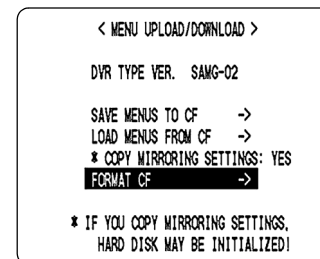 < MENU UPLOAD/DOWNLOAD >
DVR TYPE VER. SAMG-02
SAVE MENUS TO CF ->
LOAD MENUS FROM CF ->
* COPY MIRRORING SETTINGS: YES
FORMAT CF ->
* IF YOU COPY MIRRORING SETTINGS,
HARD DISK MAY BE INITIALIZED!